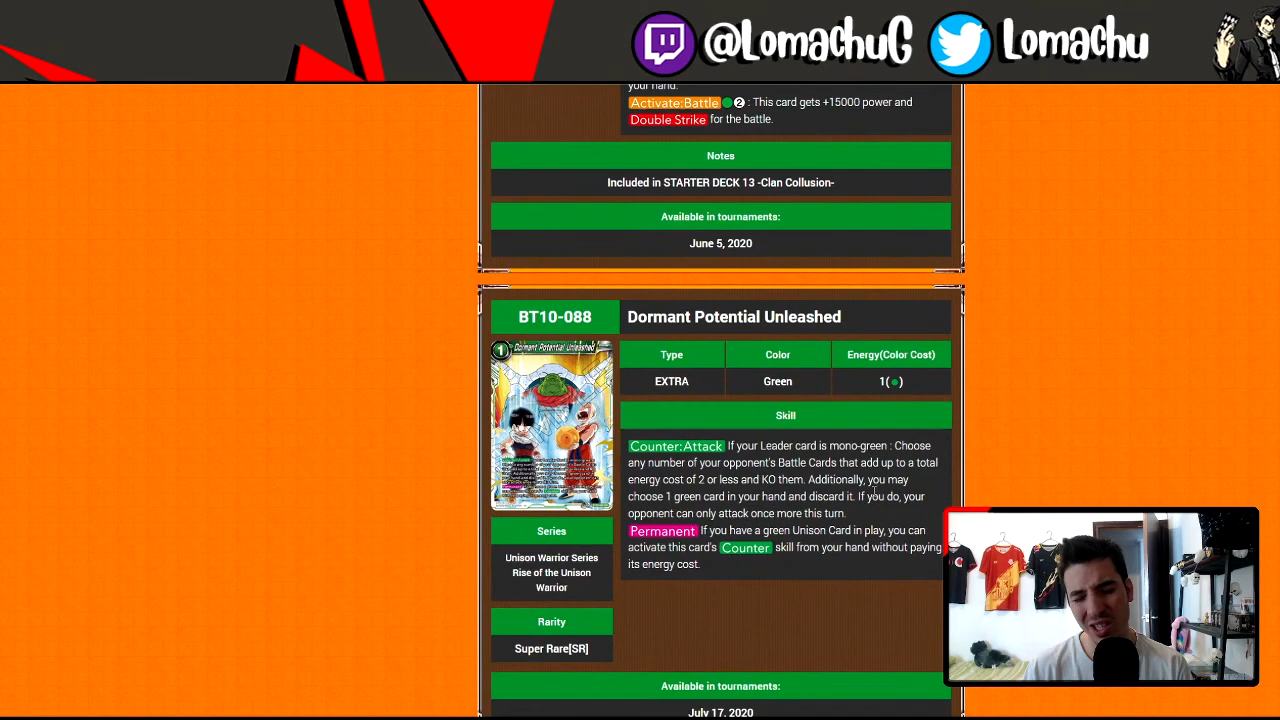 @LomachuG Lomachu
your hand.
Activate:Battle 2 : This card gets +15000 power and
Double Strike for the battle.
Notes
Included in STARTER DECK 13 -Clan Collusion-
Available in tournaments:
June 5, 2020
BT10-088 Dormant Potential Unleashed
1 Dormant Potential Unleashed
Type Color Energy(Color Cost)
EXTRA Green 1( )
Skill
Counter:Attack If your Leader card is mono-green : Choose
any number of your opponent's Battle Cards that add up to a total
energy cost of 2 or less and KO them. Additionally, you may
choose 1 green card in your hand and discard it. If you do, your
opponent can only attack once more this turn.
Permanent If you have a green Unison Card in play, you can
activate this card's Counter skill from your hand without paying
its energy cost.
Series
Unison Warrior Series
Rise of the Unison
Warrior
Rarity
Super Rare[SR]
Available in tournaments:
July 17, 2020